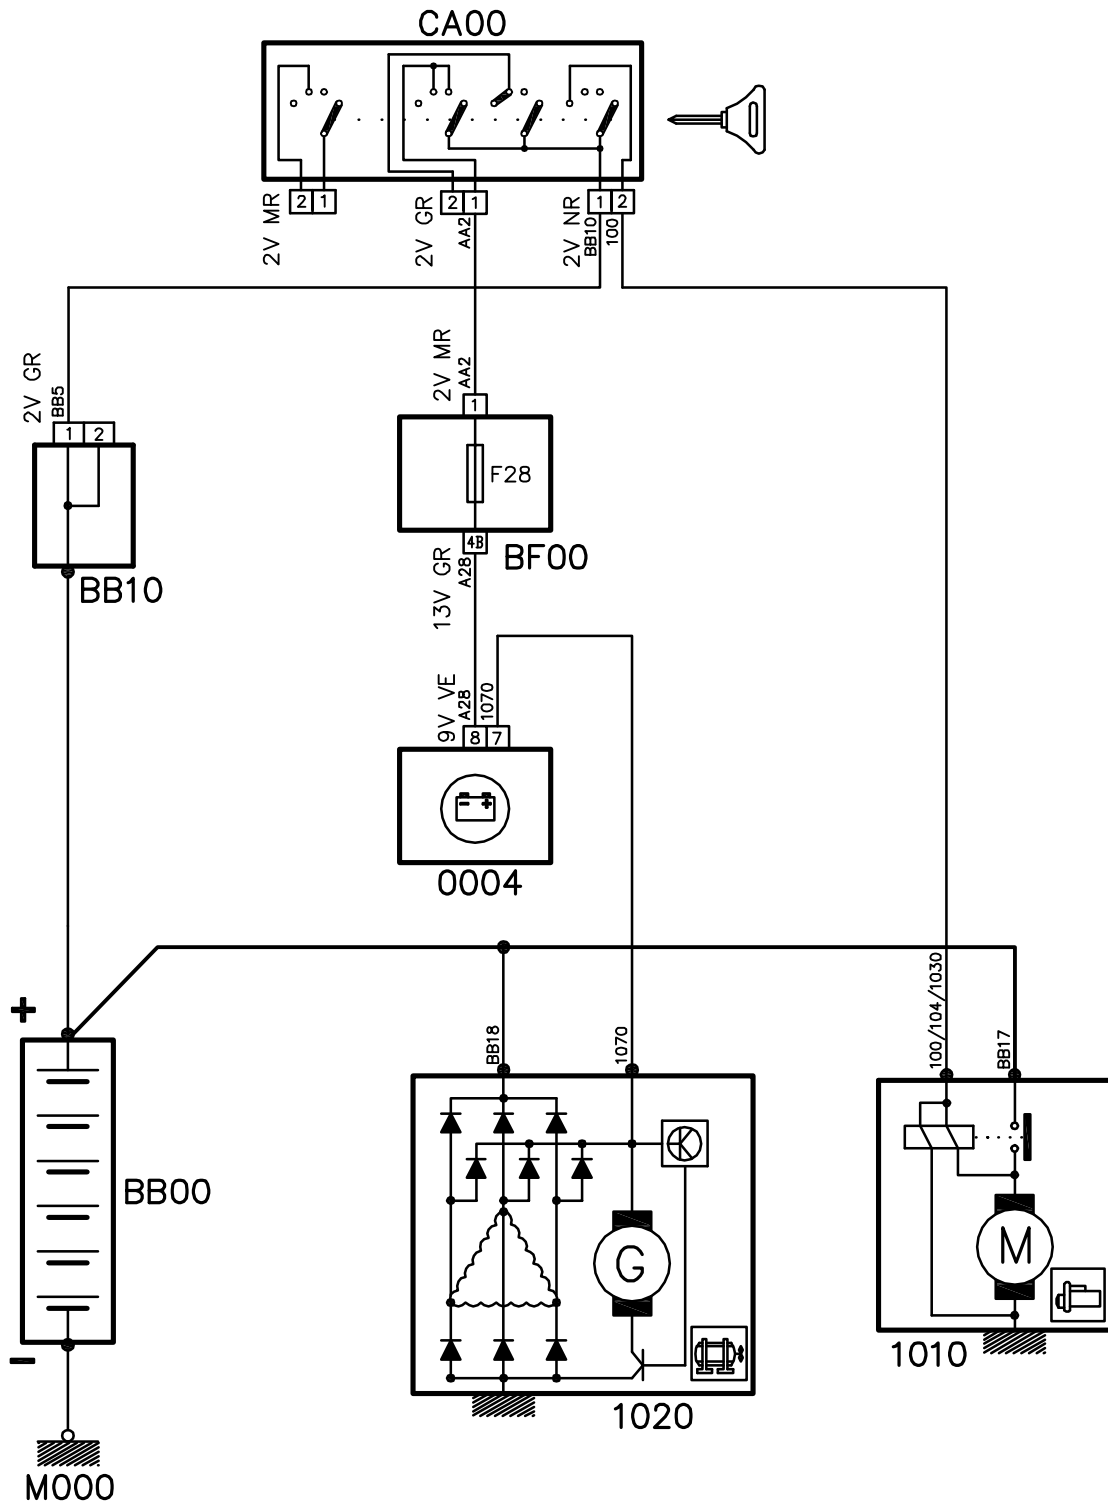 CA00
2 1
2 1
1 2
2V MR
2V GR
AA2
2V NR
BB10
100
2V GR
BB5
1 2
BB10
2V MR
AA2
1
F28
4B
BF00
13V GR
A28
9V VE
A28
1070
8 7
- +
0004
+
BB00
-
M000
BB18
1070
G
1020
100/104/1030
BB17
M
1010